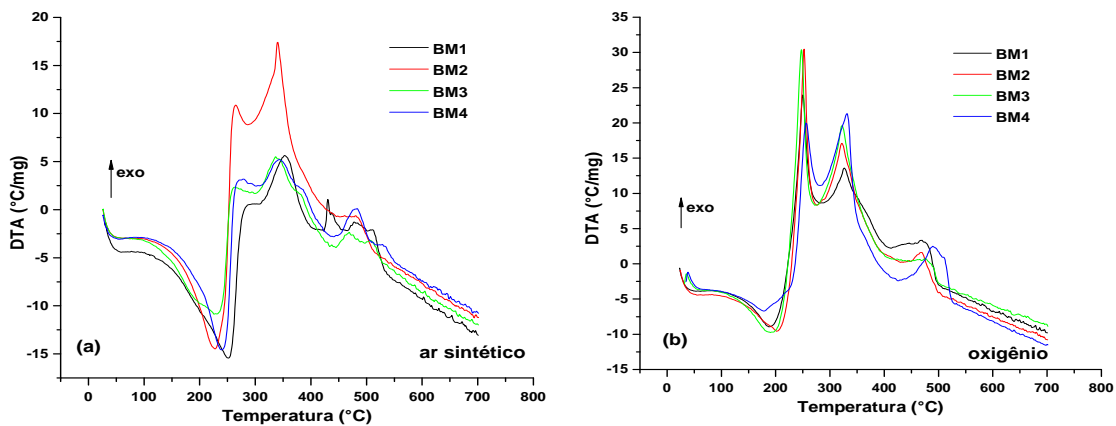 20
15
10
5
0
-5
-10
-15
0
100
200
300
400
500
600
700
800
DTA (°C/mg)
Temperatura (°C)
exo
BM1
BM2
BM3
BM4
(a)
ar sintético
35
30
25
20
15
10
5
0
-5
-10
-15
0
100
200
300
400
500
600
700
800
DTA (°C/mg)
Temperatura (°C)
exo
BM1
BM2
BM3
BM4
(b)
oxigênio